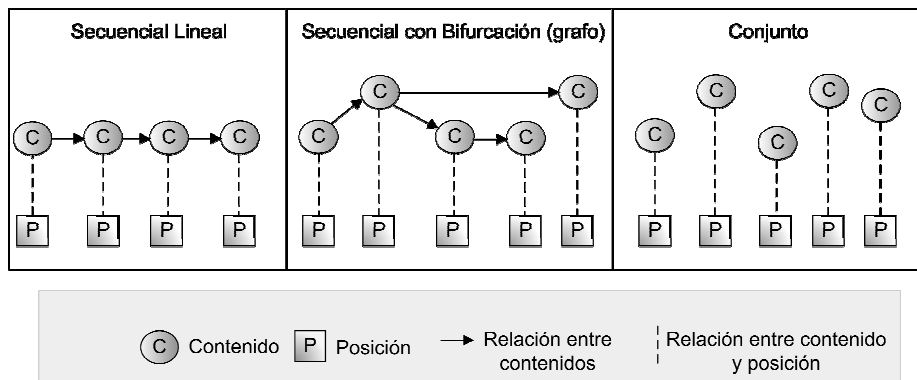 Secuencial Lineal
Secuencial con Bifurcación (grafo)
Conjunto
C C C C
C C C C C
C C C C C
P P P P
P P P P P
P P P P P
C Contenido
P Posición
Relación entre
contenidos
Relación entre contenido
y posición